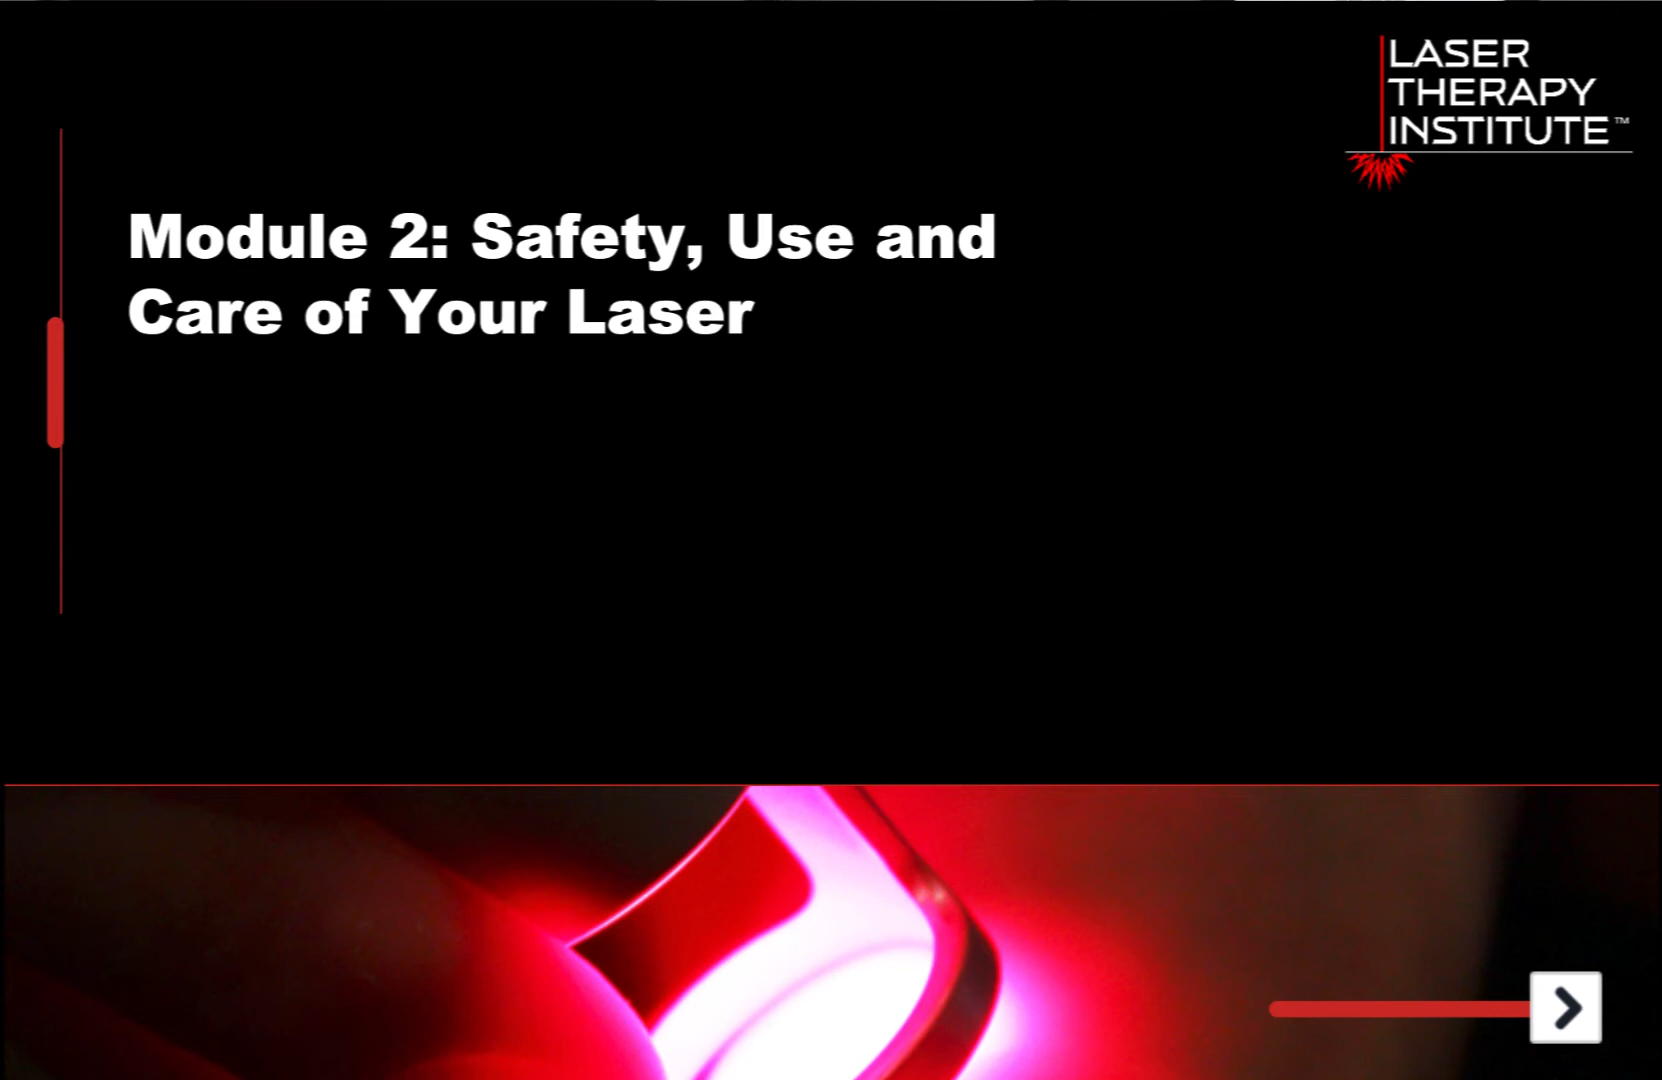 LASER
THERAPY
INSTITUTE™
Module 2: Safety, Use and
Care of Your Laser